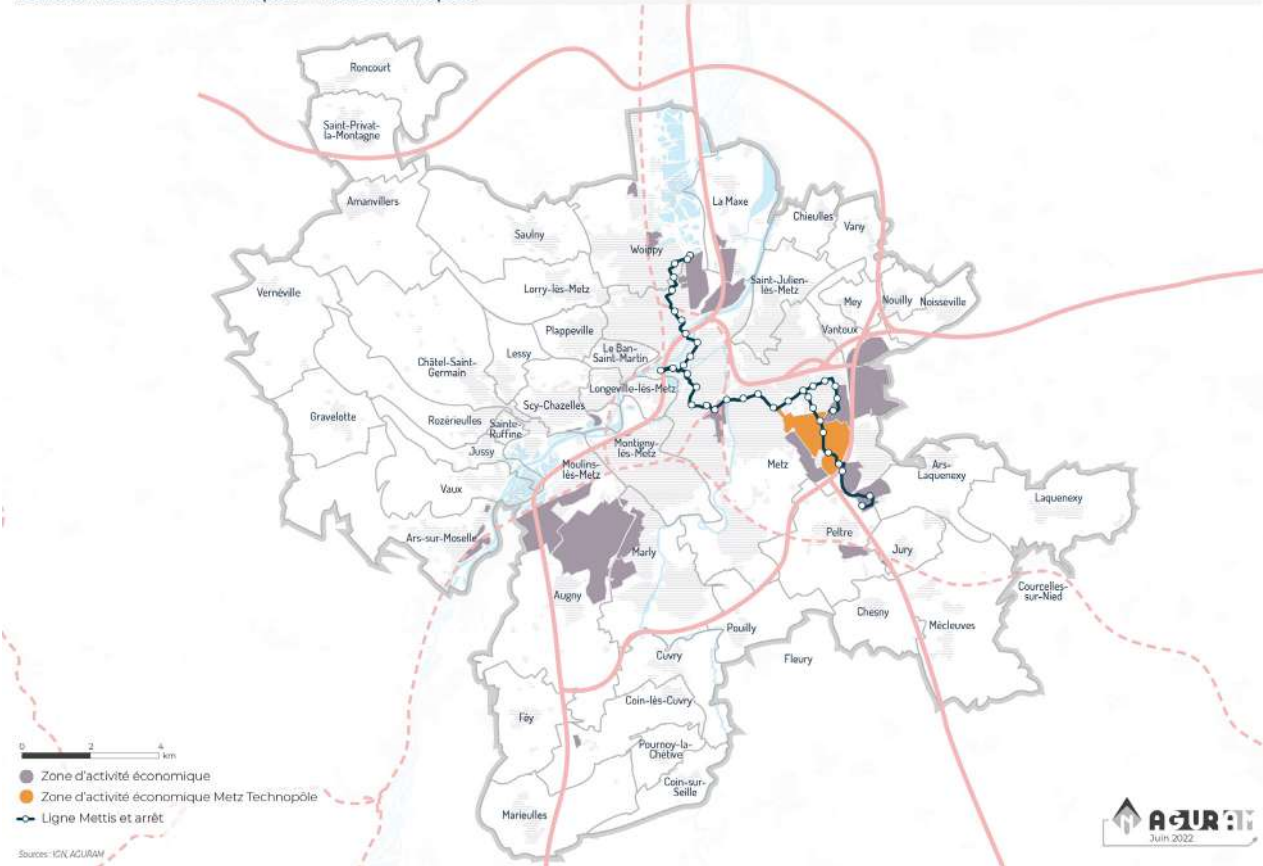 Roncourt
Saint-Privat-
la-Montagne
Amanvillers
La Maxe
Chieulles
Vany
Saulny
Woippy
Vernéville
Lorry-lès-Metz
Saint-Julien-
lès-Metz
Mey
Nouilly
Noisseville
Plappeville
Vantoux
Châtel-Saint-
Germain
Lessy
Le Ban-
Saint-Martin
Longeville-lès-Metz
Scy-Chazelles
Gravelotte
Rozérieulles
Sainte-
Ruffine
Jussy
Montigny-
lès-Metz
Moulins-
lès-Metz
Metz
Ars-
Laquenexy
Laquenexy
Vaux
Ars-sur-Moselle
Marly
Peltre
Jury
Augny
Courcelles-
sur-Nied
Chesny
Mécleuves
Pouilly
Cuvry
Fleury
Féy
Coin-lès-Cuvry
Pournoy-la-
Chétive
Coin-sur-
Seille
Marieulles
0 2 4
km
Zone d'activité économique
Zone d'activité économique Metz Technopôle
Ligne Mettis et arrêt
Sources : IGN, AGURAM
AGURAM
Juin 2022